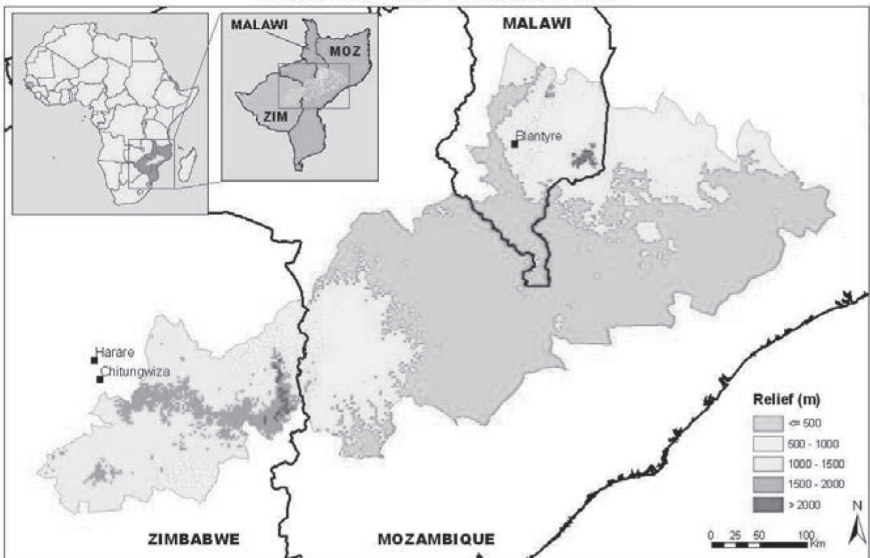 MALAWI
MOZ
ZIM
MALAWI
Blantyre
Harare
Chitungwiza
ZIMBABWE
MOZAMBIQUE
Relief (m)
<= 500
500 - 1000
1000 - 1500
1500 - 2000
> 2000
N
0 25 50 100
Km